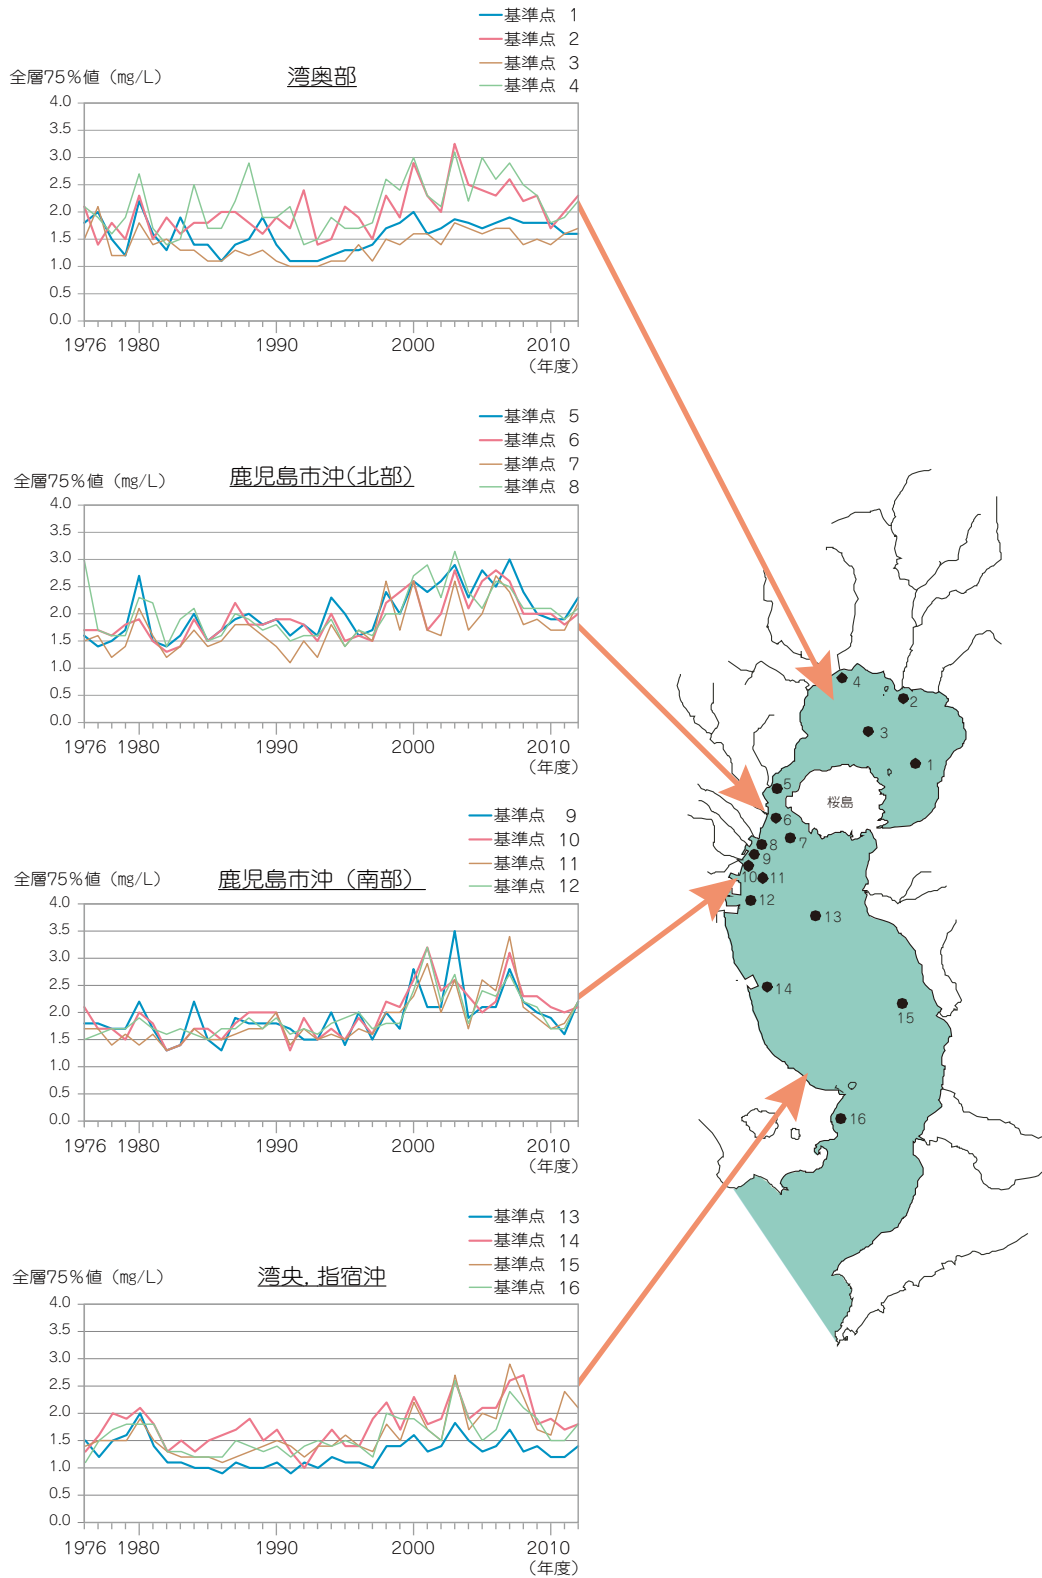 基準点 1
基準点 2
基準点 3
基準点 4
全層75%値 (mg/L)
湾奥部
4.0
3.5
3.0
2.5
2.0
1.5
1.0
0.5
0.0
1976 1980 1990 2000 2010
(年度)
基準点 5
基準点 6
基準点 7
基準点 8
全層75%値 (mg/L)
鹿児島市沖(北部)
4.0
3.5
3.0
2.5
2.0
1.5
1.0
0.5
0.0
1976 1980 1990 2000 2010
(年度)
基準点 9
基準点 10
基準点 11
基準点 12
全層75%値 (mg/L)
鹿児島市沖(南部)
4.0
3.5
3.0
2.5
2.0
1.5
1.0
0.5
0.0
1976 1980 1990 2000 2010
(年度)
基準点 13
基準点 14
基準点 15
基準点 16
全層75%値 (mg/L)
湾央, 指宿沖
4.0
3.5
3.0
2.5
2.0
1.5
1.0
0.5
0.0
1976 1980 1990 2000 2010
(年度)
4
2
3
1
5
桜島
6
7
8
9
10
11
12
13
14
15
16